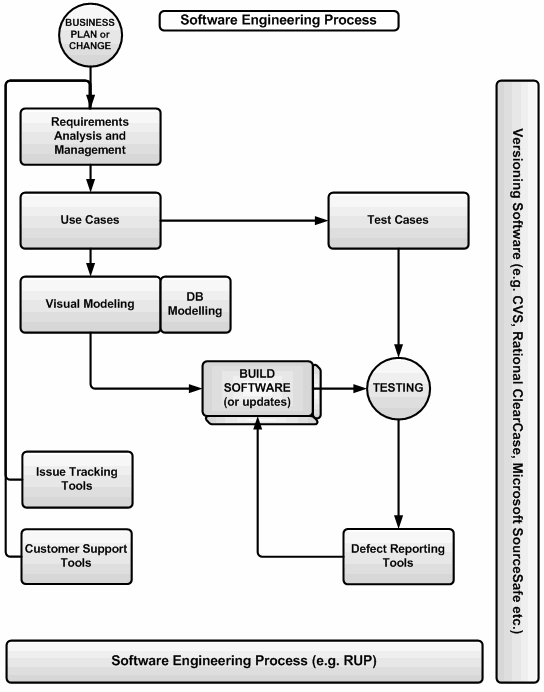 BUSINESS
PLAN or
CHANGE
Software Engineering Process
Requirements
Analysis and
Management
Use Cases
Test Cases
Visual Modeling
DB
Modelling
BUILD
SOFTWARE
(or updates)
TESTING
Issue Tracking
Tools
Customer Support
Tools
Defect Reporting
Tools
Versioning Software (e.g. CVS, Rational ClearCase, Microsoft SourceSafe etc.)
Software Engineering Process (e.g. RUP)